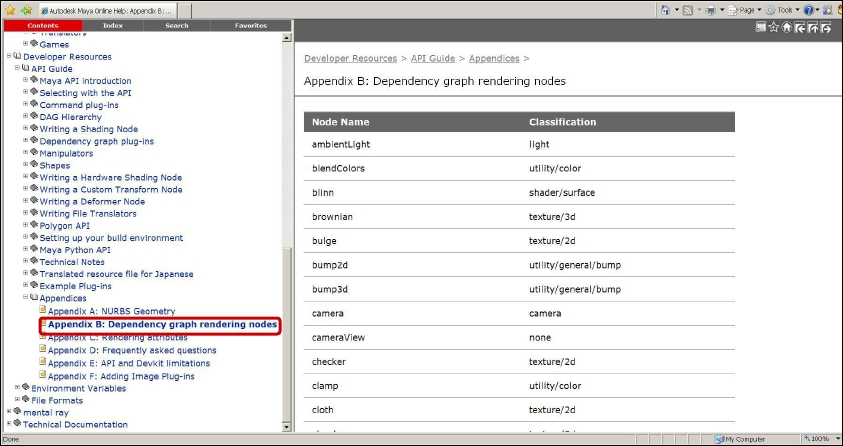 Autodesk Maya Online Help: Appendix B:...
Page
Tools
Contents
Index
Search
Favorites
Translators
Games
Developer Resources
API Guide
Maya API introduction
Selecting with the API
Command plug-ins
DAG Hierarchy
Writing a Shading Node
Dependency graph plug-ins
Manipulators
Shapes
Writing a Hardware Shading Node
Writing a Custom Transform Node
Writing a Deformer Node
Writing File Translators
Polygon API
Setting up your build environment
Maya Python API
Technical Notes
Translated resource file for Japanese
Example Plug-ins
Appendices
Appendix A: NURBS Geometry
Appendix B: Dependency graph rendering nodes
Appendix C: Rendering attributes
Appendix D: Frequently asked questions
Appendix E: API and Devkit limitations
Appendix F: Adding Image Plug-ins
Environment Variables
File Formats
mental ray
Technical Documentation
Developer Resources > API Guide > Appendices >
Appendix B: Dependency graph rendering nodes
Node Name Classification
ambientLight light
blendColors utility/color
blinn shader/surface
brownian texture/3d
bulge texture/2d
bump2d utility/general/bump
bump3d utility/general/bump
camera camera
cameraView none
checker texture/2d
clamp utility/color
cloth texture/2d
Done
My Computer
100%